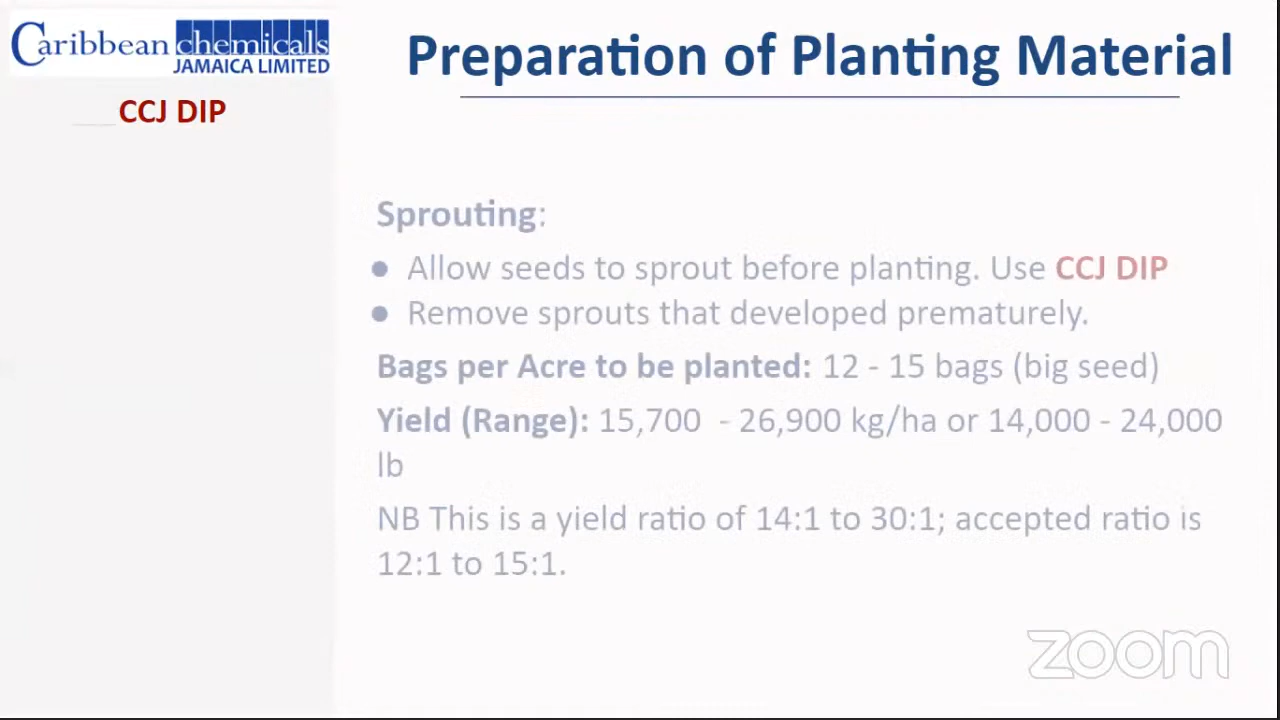 Caribbean chemicals
JAMAICA LIMITED
CCJ DIP
Preparation of Planting Material
Sprouting:
● Allow seeds to sprout before planting. Use CCJ DIP
● Remove sprouts that developed prematurely.
Bags per Acre to be planted: 12 - 15 bags (big seed)
Yield (Range): 15,700 - 26,900 kg/ha or 14,000 - 24,000
lb
NB This is a yield ratio of 14:1 to 30:1; accepted ratio is
12:1 to 15:1.
zoom